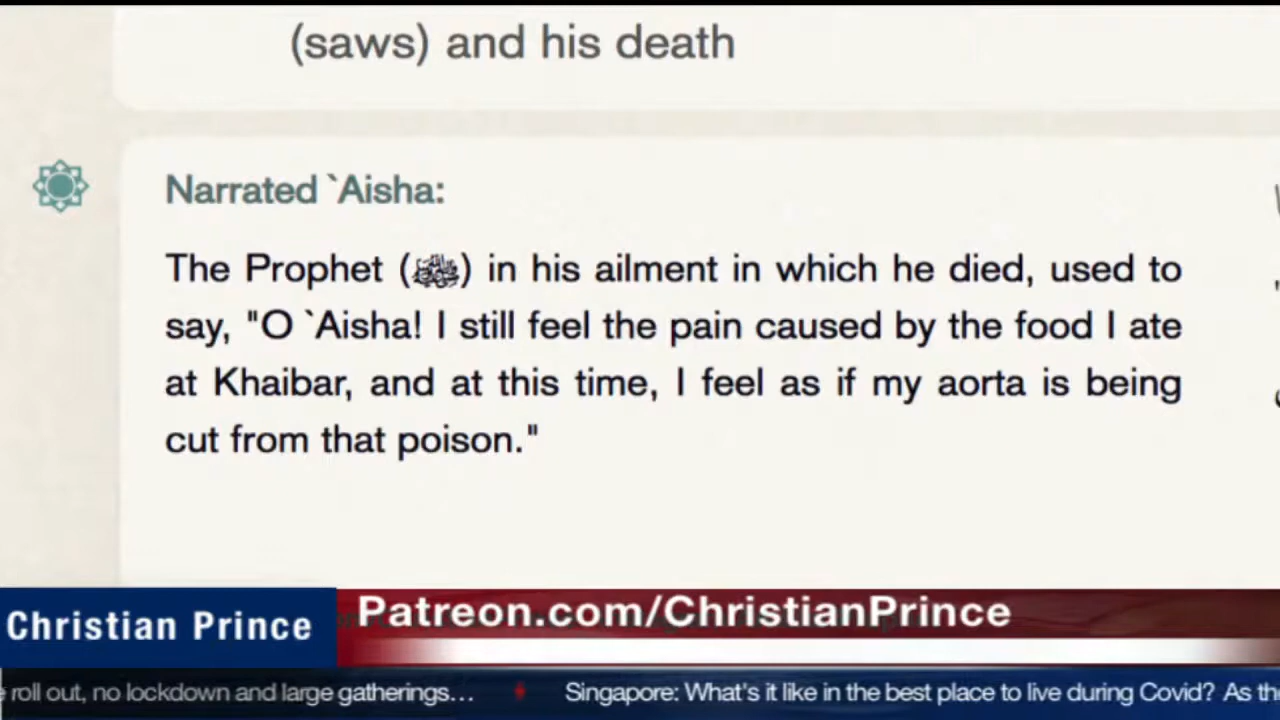 (saws) and his death
Narrated `Aisha:
The Prophet (ﷺ) in his ailment in which he died, used to
say, "O `Aisha! I still feel the pain caused by the food I ate
at Khaibar, and at this time, I feel as if my aorta is being
cut from that poison."
Christian Prince
Patreon.com/ChristianPrince
roll out, no lockdown and large gatherings...
Singapore: What's it like in the best place to live during Covid? As